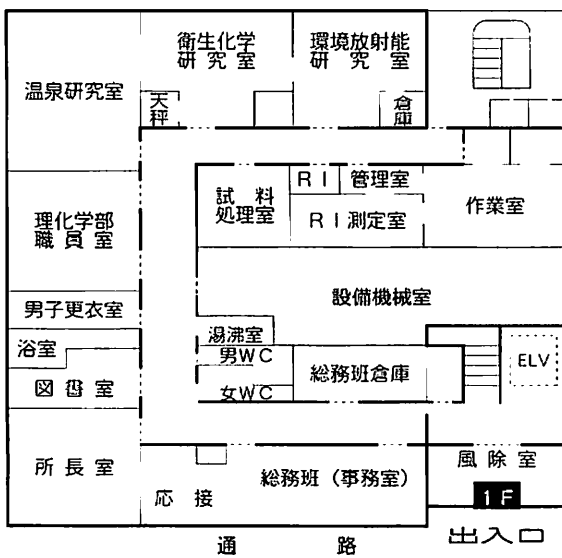 衛生化学
研究室
環境放射能
研究室
温泉研究室
天秤
倉庫
RI
管理室
試料
処理室
RI測定室
作業室
理化学部
職員室
設備機械室
男子更衣室
湯沸室
浴室
男WC
総務班倉庫
ELV
図書室
女WC
所長室
応接
総務班（事務室）
風除室
1F
出入口
通路